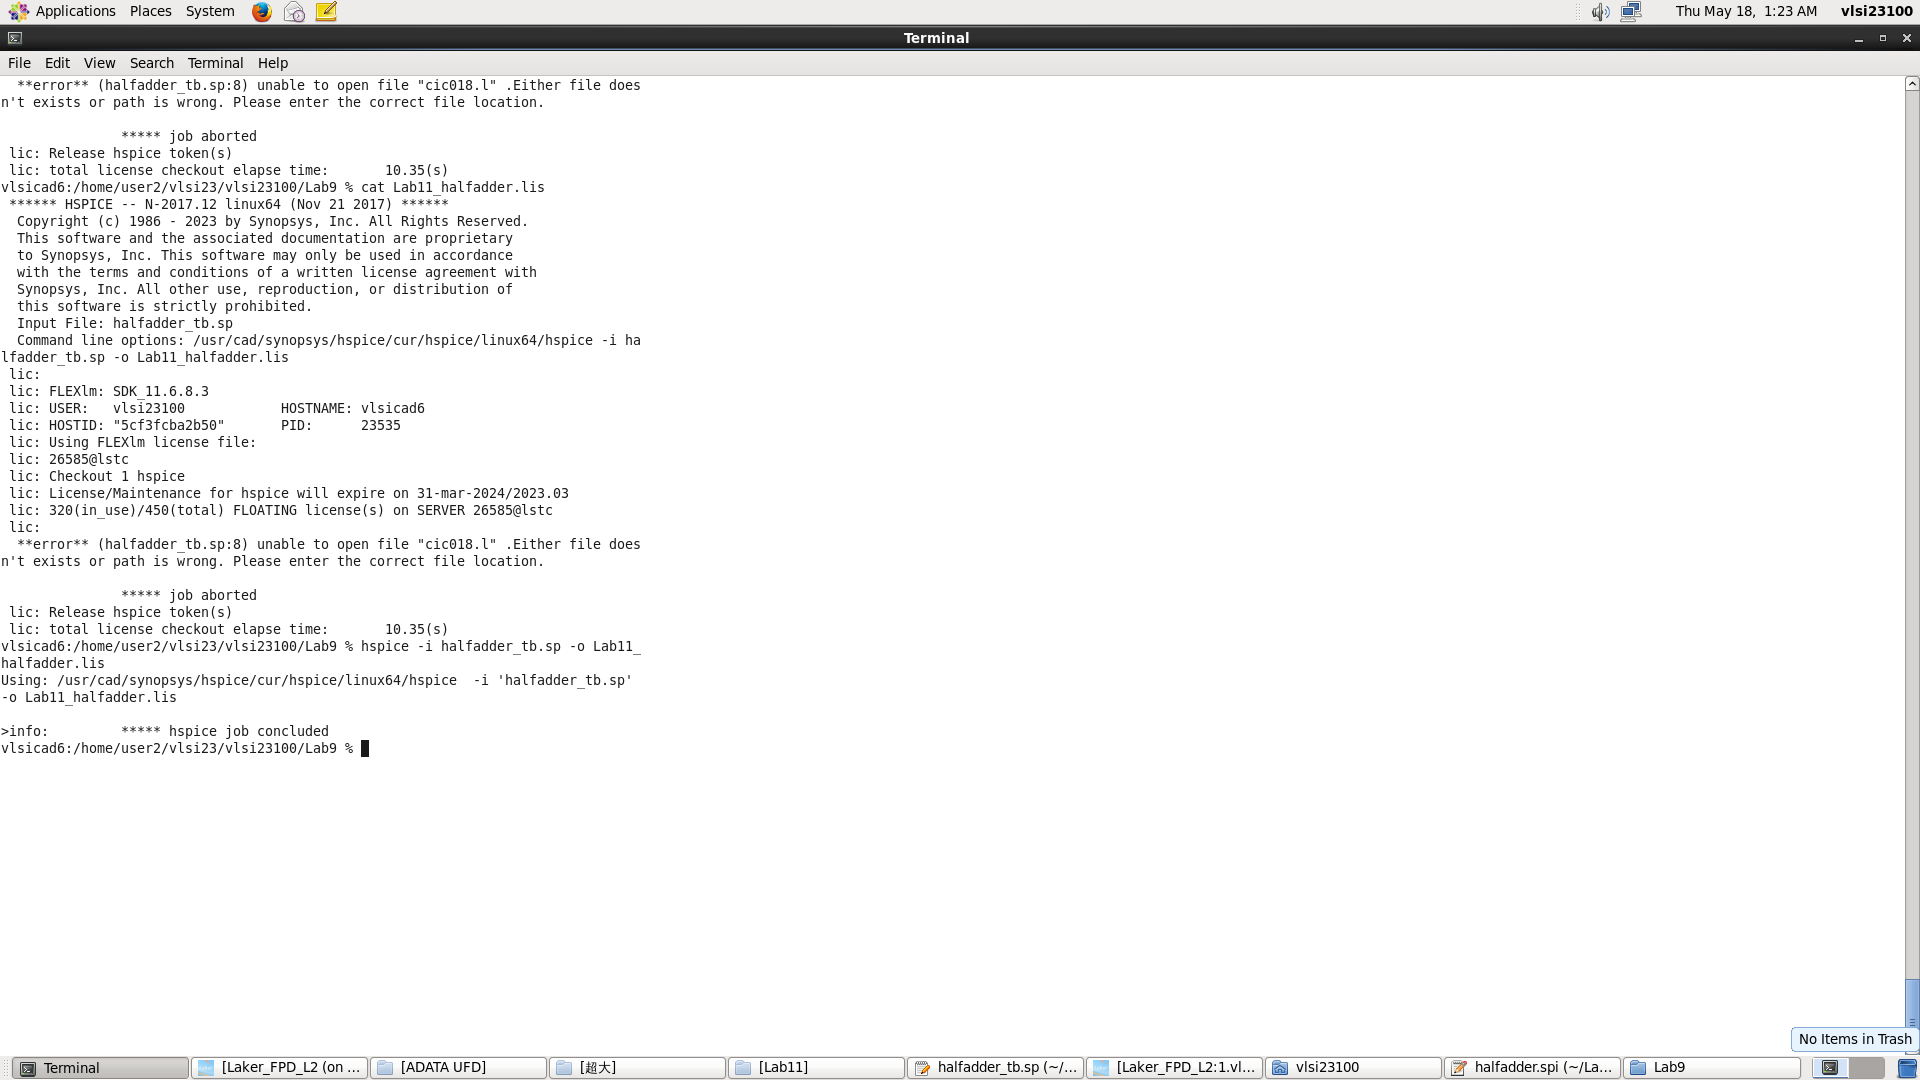 Applications Places System Thu May 18, 1:23 AM vlsi23100
Terminal
File Edit View Search Terminal Help
**error** (halfadder_tb.sp:8) unable to open file "cic018.l" .Either file does
n't exists or path is wrong. Please enter the correct file location.
***** job aborted
lic: Release hspice token(s)
lic: total license checkout elapse time: 10.35(s)
vlsicad6:/home/user2/vlsi23/vlsi23100/Lab9 % cat Lab11_halfadder.lis
****** HSPICE -- N-2017.12 linux64 (Nov 21 2017) ******
Copyright (c) 1986 - 2023 by Synopsys, Inc. All Rights Reserved.
This software and the associated documentation are proprietary
to Synopsys, Inc. This software may only be used in accordance
with the terms and conditions of a written license agreement with
Synopsys, Inc. All other use, reproduction, or distribution of
this software is strictly prohibited.
Input File: halfadder_tb.sp
Command line options: /usr/cad/synopsys/hspice/cur/hspice/linux64/hspice -i ha
lfadder_tb.sp -o Lab11_halfadder.lis
lic:
lic: FLEXlm: SDK_11.6.8.3
lic: USER: vlsi23100 HOSTNAME: vlsicad6
lic: HOSTID: "5cf3fcba2b50" PID: 23535
lic: Using FLEXlm license file:
lic: 26585@lstc
lic: Checkout 1 hspice
lic: License/Maintenance for hspice will expire on 31-mar-2024/2023.03
lic: 320(in_use)/450(total) FLOATING license(s) on SERVER 26585@lstc
lic:
**error** (halfadder_tb.sp:8) unable to open file "cic018.l" .Either file does
n't exists or path is wrong. Please enter the correct file location.
***** job aborted
lic: Release hspice token(s)
lic: total license checkout elapse time: 10.35(s)
vlsicad6:/home/user2/vlsi23/vlsi23100/Lab9 % hspice -i halfadder_tb.sp -o Lab11_
halfadder.lis
Using: /usr/cad/synopsys/hspice/cur/hspice/linux64/hspice -i 'halfadder_tb.sp'
-o Lab11_halfadder.lis
>info: ***** hspice job concluded
vlsicad6:/home/user2/vlsi23/vlsi23100/Lab9 %
No Items in Trash
Terminal [Laker_FPD_L2 (on ... [ADATA UFD] [超大] [Lab11] halfadder_tb.sp (~/... [Laker_FPD_L2:1.vl... vlsi23100 halfadder.spi (~/La... Lab9